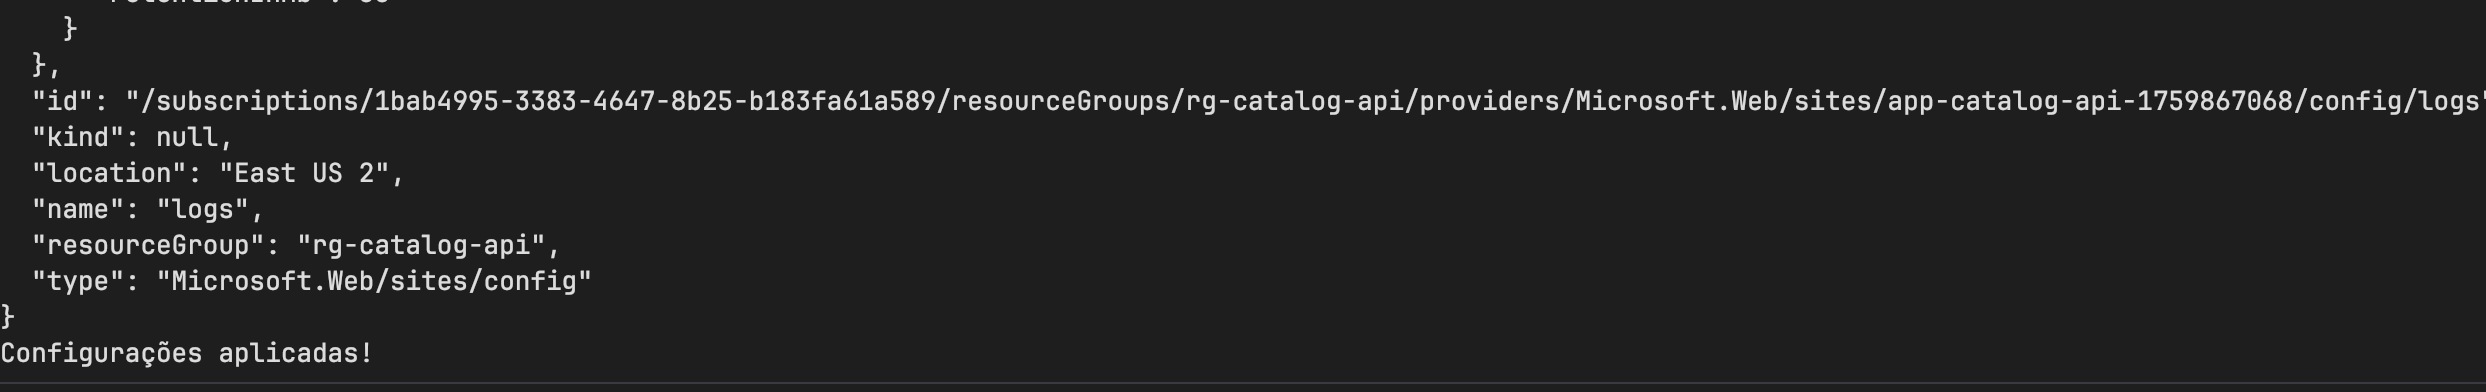 }
},
"id": "/subscriptions/1bab4995-3383-4647-8b25-b183fa61a589/resourceGroups/rg-catalog-api/providers/Microsoft.Web/sites/app-catalog-api-1759867068/config/logs"
"kind": null,
"location": "East US 2",
"name": "logs",
"resourceGroup": "rg-catalog-api",
"type": "Microsoft.Web/sites/config"
}
Configurações aplicadas!